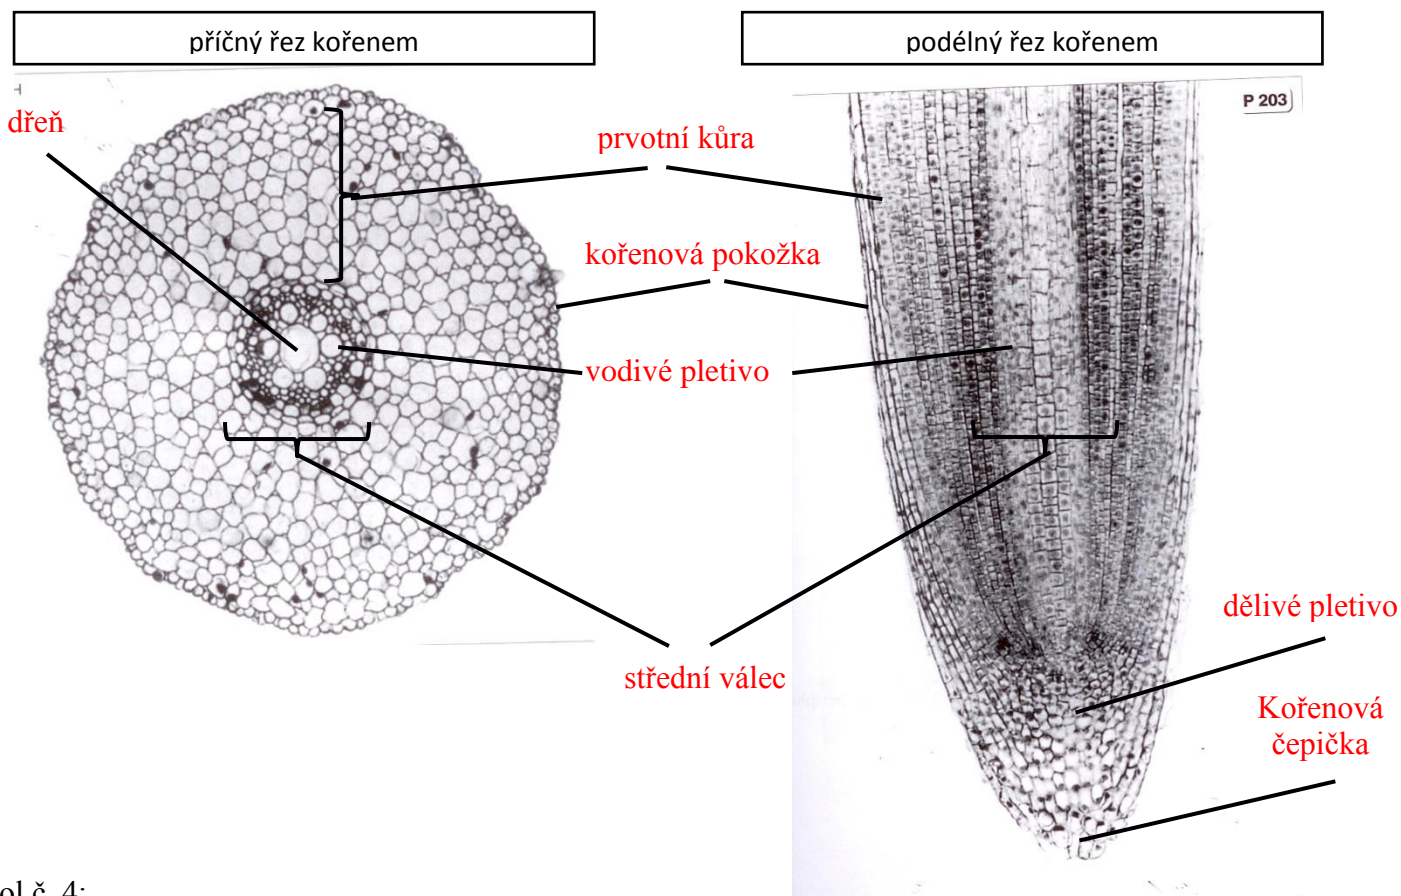 příčný řez kořenem
podélný řez kořenem
P 203
dřeň
prvotní kůra
kořenová pokožka
vodivé pletivo
dělivé pletivo
střední válec
Kořenová
čepička